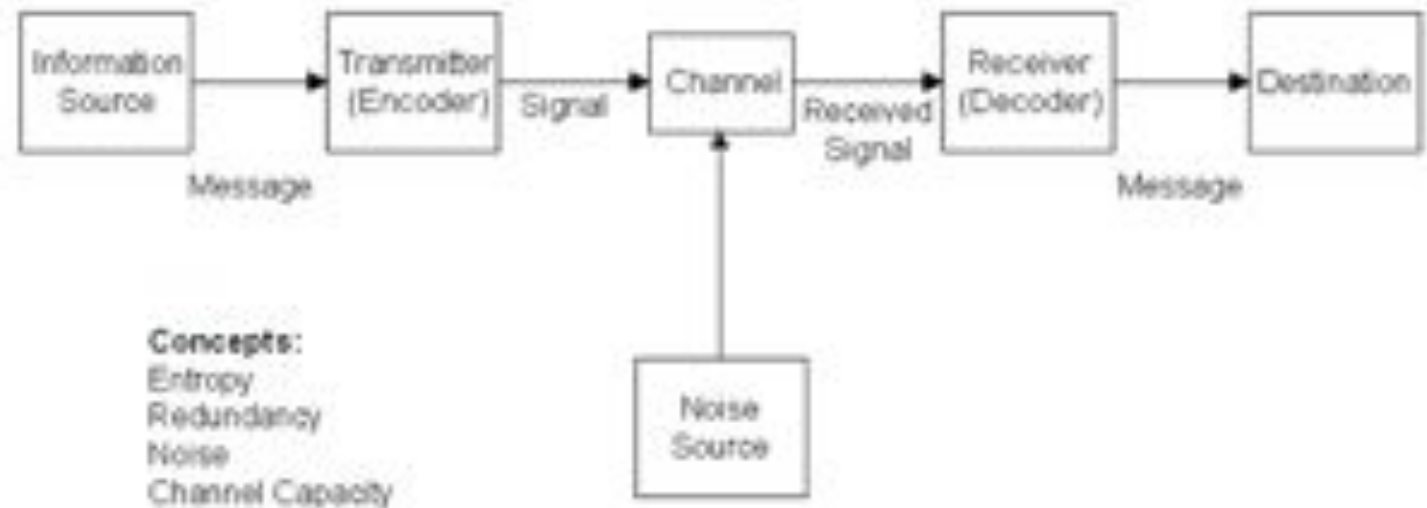 Information
Source
Transmitter
(Encoder)
Signal
Channel
Received
Signal
Receiver
(Decoder)
Destination
Message
Message
Noise
Source
Concepts:
Entropy
Redundancy
Noise
Channel Capacity